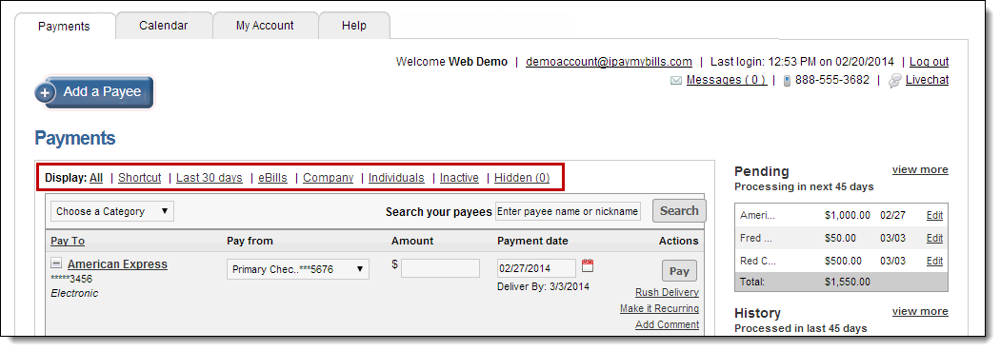 Payments Calendar My Account Help
Welcome Web Demo | demoaccount@ipaymybills.com | Last login: 12:53 PM on 02/20/2014 | Log out
Messages ( 0 ) | 888-555-3682 | Livechat
Add a Payee
Payments
Display: All | Shortcut | Last 30 days | eBills | Company | Individuals | Inactive | Hidden (0)
Choose a Category Search your payees Enter payee name or nickname Search
Pay To Pay from Amount Payment date Actions
American Express Primary Chec..***5676 $ 02/27/2014 Pay
*****3456 Deliver By: 3/3/2014 Rush Delivery
Electronic Make it Recurring
Add Comment
Pending view more
Processing in next 45 days
Ameri... $1,000.00 02/27 Edit
Fred ... $50.00 03/03 Edit
Red C... $500.00 03/03 Edit
Total: $1,550.00
History view more
Processed in last 45 days